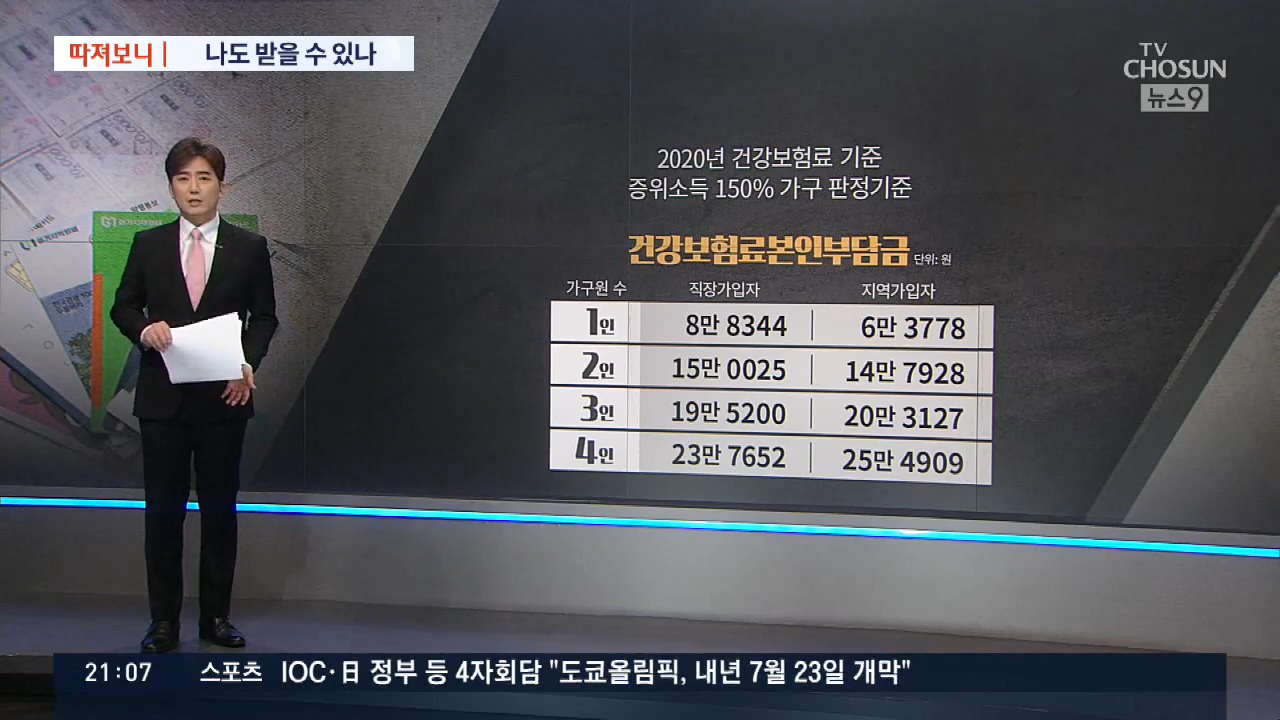 따져보니 | 나도 받을 수 있나
TV
CHOSUN
뉴스9
2020년 건강보험료 기준
중위소득 150% 가구 판정기준
건강보험료본인부담금 단위: 원
가구원 수 직장가입자 지역가입자
1인 8만 8344 6만 3778
2인 15만 0025 14만 7928
3인 19만 5200 20만 3127
4인 23만 7652 25만 4909
21:07 스포츠 IOC·日 정부 등 4자회담 "도쿄올림픽, 내년 7월 23일 개막"